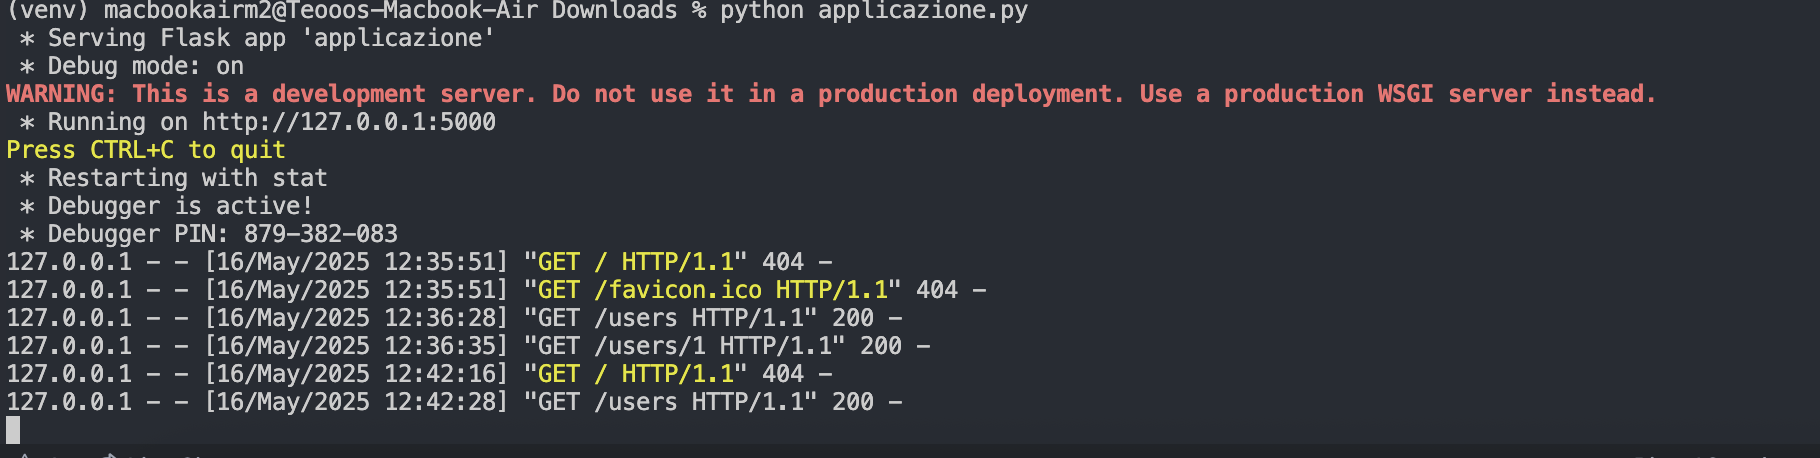 (venv) macbookairm2@Teooos-Macbook-Air Downloads % python applicazione.py
* Serving Flask app 'applicazione'
* Debug mode: on
WARNING: This is a development server. Do not use it in a production deployment. Use a production WSGI server instead.
* Running on http://127.0.0.1:5000
Press CTRL+C to quit
* Restarting with stat
* Debugger is active!
* Debugger PIN: 879-382-083
127.0.0.1 - - [16/May/2025 12:35:51] "GET / HTTP/1.1" 404 -
127.0.0.1 - - [16/May/2025 12:35:51] "GET /favicon.ico HTTP/1.1" 404 -
127.0.0.1 - - [16/May/2025 12:36:28] "GET /users HTTP/1.1" 200 -
127.0.0.1 - - [16/May/2025 12:36:35] "GET /users/1 HTTP/1.1" 200 -
127.0.0.1 - - [16/May/2025 12:42:16] "GET / HTTP/1.1" 404 -
127.0.0.1 - - [16/May/2025 12:42:28] "GET /users HTTP/1.1" 200 -